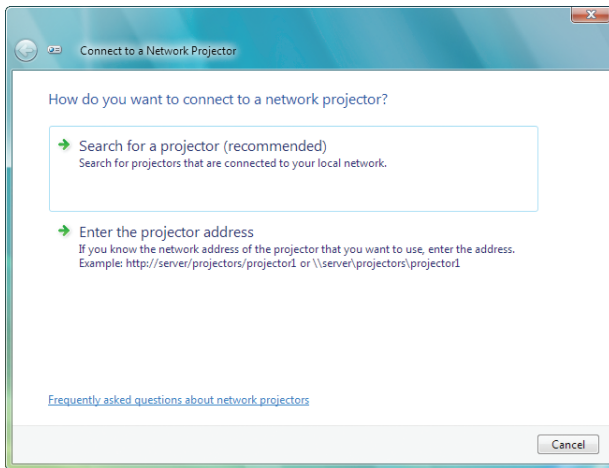 Connect to a Network Projector
How do you want to connect to a network projector?
Search for a projector (recommended)
Search for projectors that are connected to your local network.
Enter the projector address
If you know the network address of the projector that you want to use, enter the address.
Example: http://server/projectors/projector1 or \\server\projectors\projector1
Frequently asked questions about network projectors
Cancel